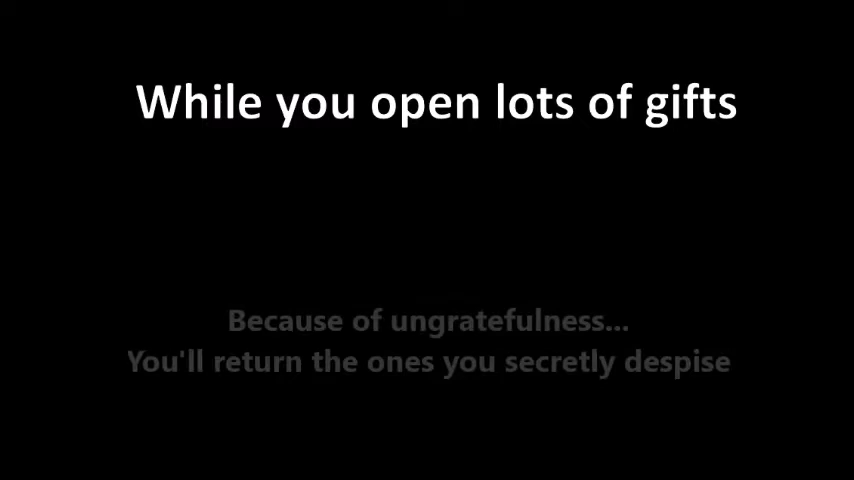 While you open lots of gifts
Because of ungratefulness...
You'll return the ones you secretly despise